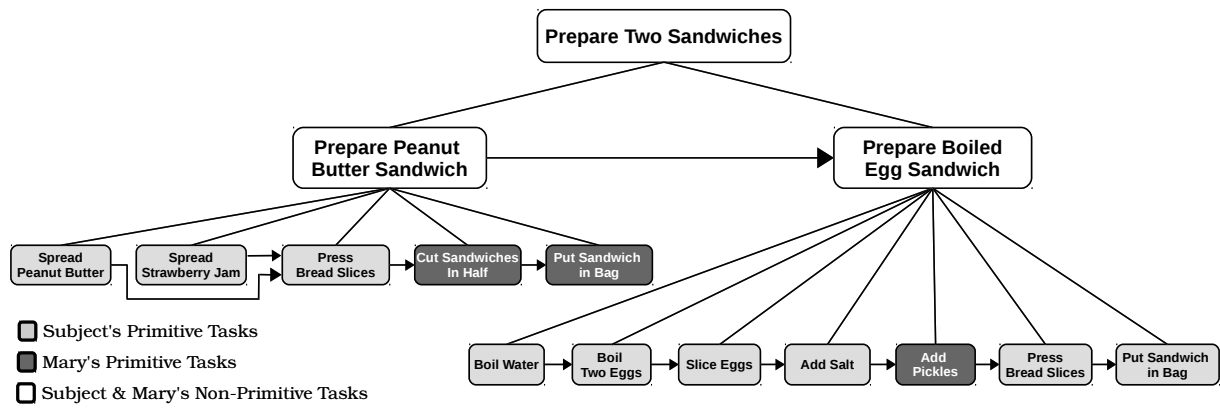 Prepare Two Sandwiches
Prepare Peanut
Butter Sandwich
Prepare Boiled
Egg Sandwich
Spread
Peanut Butter
Spread
Strawberry Jam
Press
Bread Slices
Cut Sandwiches
In Half
Put Sandwich
in Bag
Subject's Primitive Tasks
Mary's Primitive Tasks
Subject & Mary's Non-Primitive Tasks
Boil Water
Boil
Two Eggs
Slice Eggs
Add Salt
Add
Pickles
Press
Bread Slices
Put Sandwich
in Bag